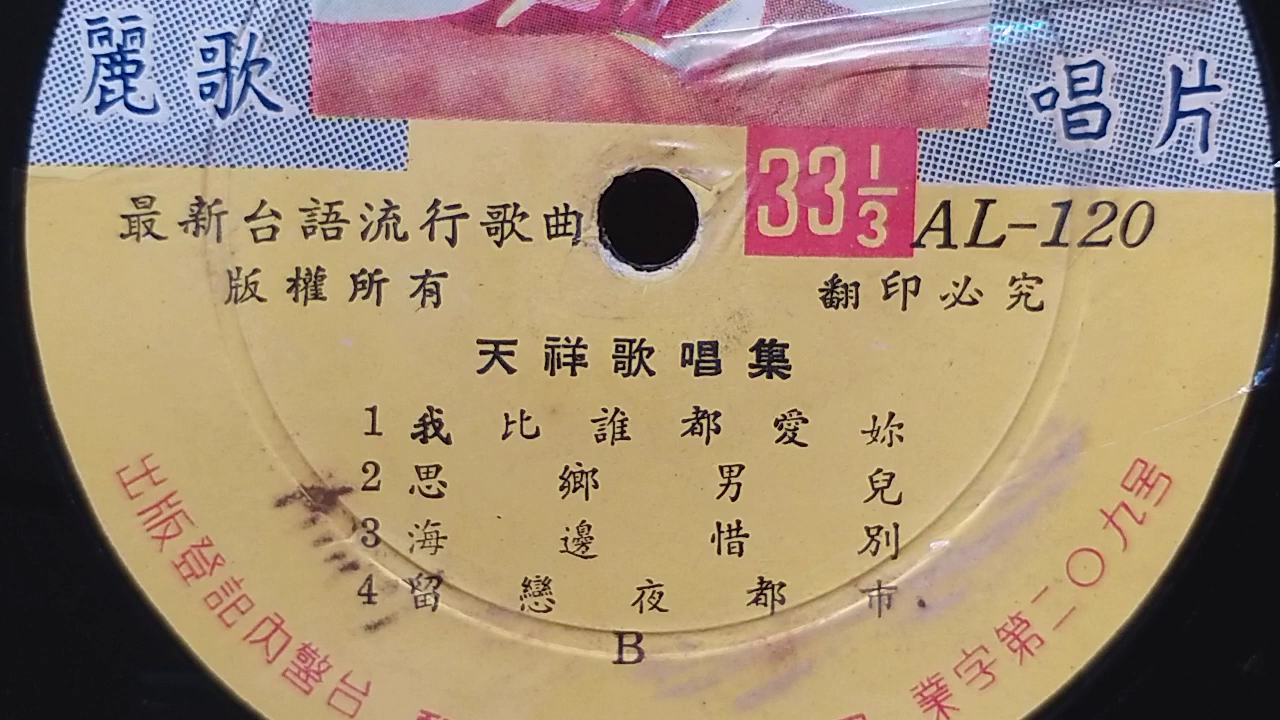 麗歌 唱片
33 1/3
最新台語流行歌曲 AL-120
版權所有 翻印必究
天祥歌唱集
1 我比誰都愛妳
2 思鄉男兒
3 海邊惜別
4 留戀夜都市
B
出版登記內警台
業字第二〇九號